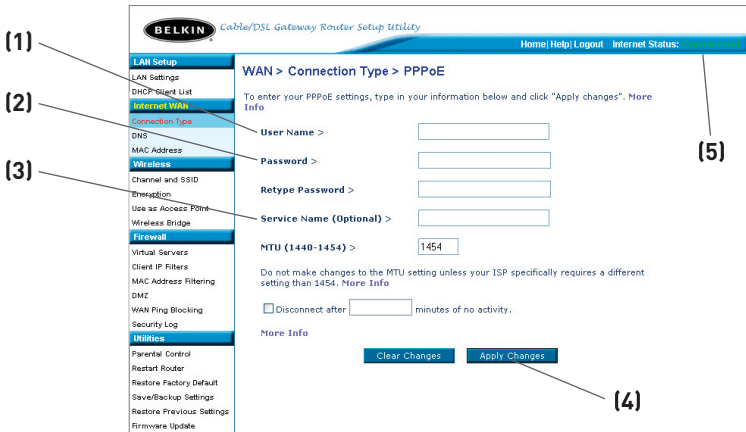 BELKIN Cable/DSL Gateway Router Setup Utility
Home| Help| Logout Internet Status:
(1)
(2)
(3)
(4)
(5)
LAN Setup
LAN Settings
DHCP Client List
Internet WAN
Connection Type
DNS
MAC Address
Wireless
Channel and SSID
Encryption
Use as Access Point
Wireless Bridge
Firewall
Virtual Servers
Client IP Filters
MAC Address Filtering
DMZ
WAN Ping Blocking
Security Log
Utilities
Parental Control
Restart Router
Restore Factory Default
Save/Backup Settings
Restore Previous Settings
Firmware Update
WAN > Connection Type > PPPoE
To enter your PPPoE settings, type in your information below and click "Apply changes". More
Info
User Name >
Password >
Retype Password >
Service Name (Optional) >
MTU (1440-1454) > 1454
Do not make changes to the MTU setting unless your ISP specifically requires a different
setting than 1454. More Info
Disconnect after minutes of no activity.
More Info
Clear Changes Apply Changes